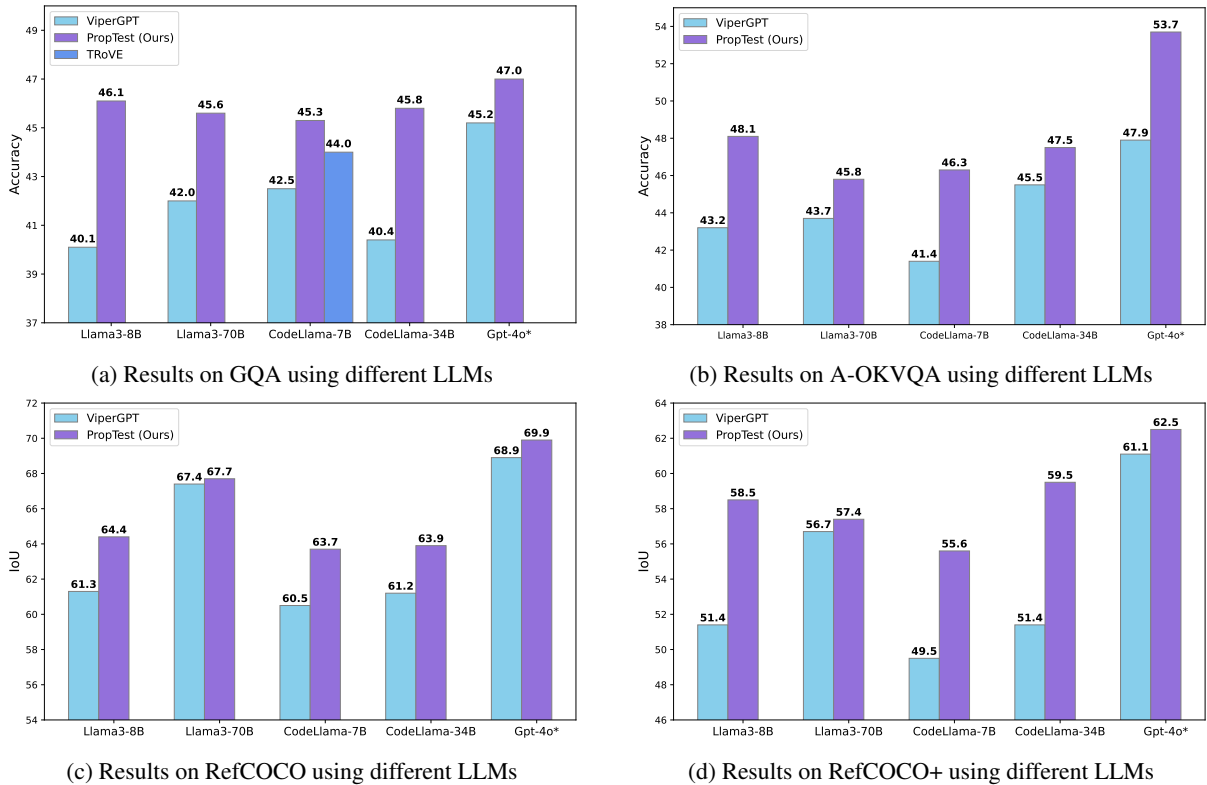 ViperGPT
PropTest (Ours)
TRoVE
Accuracy
49
47
45
43
41
39
37
40.1
46.1
42.0
45.6
42.5
45.3
44.0
40.4
45.8
45.2
47.0
Llama3-8B
Llama3-70B
CodeLlama-7B
CodeLlama-34B
Gpt-4o*
(a) Results on GQA using different LLMs
ViperGPT
PropTest (Ours)
Accuracy
54
52
50
48
46
44
42
40
38
43.2
48.1
43.7
45.8
41.4
46.3
45.5
47.5
47.9
53.7
Llama3-8B
Llama3-70B
CodeLlama-7B
CodeLlama-34B
Gpt-4o*
(b) Results on A-OKVQA using different LLMs
ViperGPT
PropTest (Ours)
IoU
72
70
68
66
64
62
60
58
56
54
61.3
64.4
67.4
67.7
60.5
63.7
61.2
63.9
68.9
69.9
Llama3-8B
Llama3-70B
CodeLlama-7B
CodeLlama-34B
Gpt-4o*
(c) Results on RefCOCO using different LLMs
ViperGPT
PropTest (Ours)
IoU
64
62
60
58
56
54
52
50
48
46
51.4
58.5
56.7
57.4
49.5
55.6
51.4
59.5
61.1
62.5
Llama3-8B
Llama3-70B
CodeLlama-7B
CodeLlama-34B
Gpt-4o*
(d) Results on RefCOCO+ using different LLMs